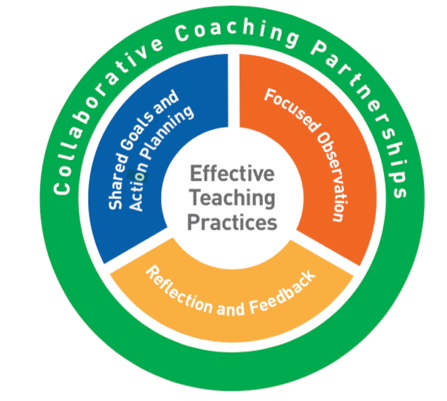 Collaborative Coaching Partnerships
Shared Goals and
Action Planning
Focused Observation
Reflection and Feedback
Effective
Teaching
Practices